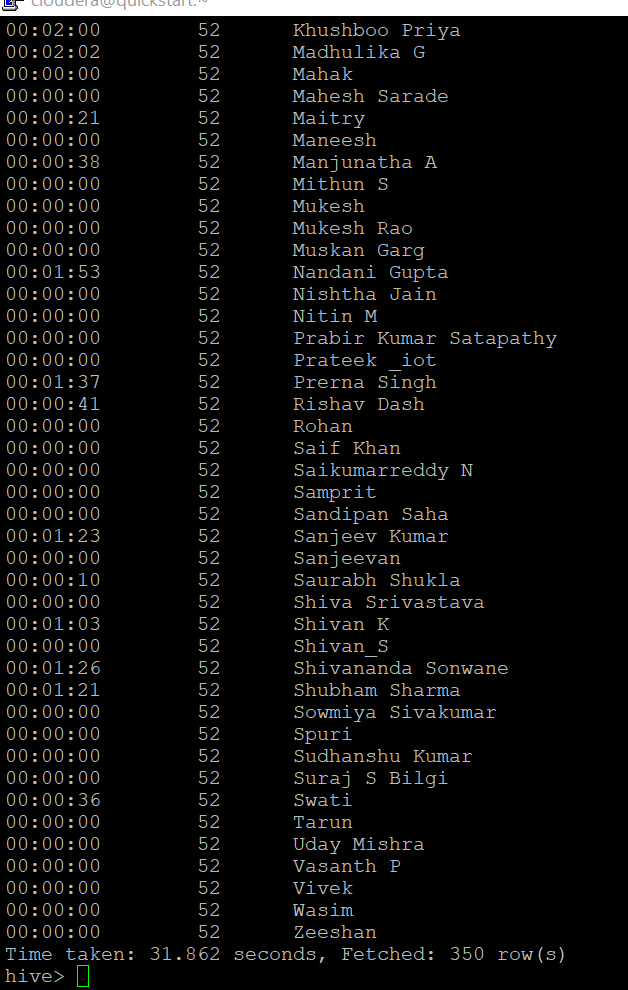 cloudera@quickstart:~
00:02:00 52 Khushboo Priya
00:02:02 52 Madhulika G
00:00:00 52 Mahak
00:00:00 52 Mahesh Sarade
00:00:21 52 Maitry
00:00:00 52 Maneesh
00:00:38 52 Manjunatha A
00:00:00 52 Mithun S
00:00:00 52 Mukesh
00:00:00 52 Mukesh Rao
00:00:00 52 Muskan Garg
00:01:53 52 Nandani Gupta
00:00:00 52 Nishtha Jain
00:00:00 52 Nitin M
00:00:00 52 Prabir Kumar Satapathy
00:00:00 52 Prateek _iot
00:01:37 52 Prerna Singh
00:00:41 52 Rishav Dash
00:00:00 52 Rohan
00:00:00 52 Saif Khan
00:00:00 52 Saikumarreddy N
00:00:00 52 Samprit
00:00:00 52 Sandipan Saha
00:01:23 52 Sanjeev Kumar
00:00:00 52 Sanjeevan
00:00:10 52 Saurabh Shukla
00:00:00 52 Shiva Srivastava
00:01:03 52 Shivan K
00:00:00 52 Shivan_S
00:01:26 52 Shivananda Sonwane
00:01:21 52 Shubham Sharma
00:00:00 52 Sowmiya Sivakumar
00:00:00 52 Spuri
00:00:00 52 Sudhanshu Kumar
00:00:00 52 Suraj S Bilgi
00:00:36 52 Swati
00:00:00 52 Tarun
00:00:00 52 Uday Mishra
00:00:00 52 Vasanth P
00:00:00 52 Vivek
00:00:00 52 Wasim
00:00:00 52 Zeeshan
Time taken: 31.862 seconds, Fetched: 350 row(s)
hive>